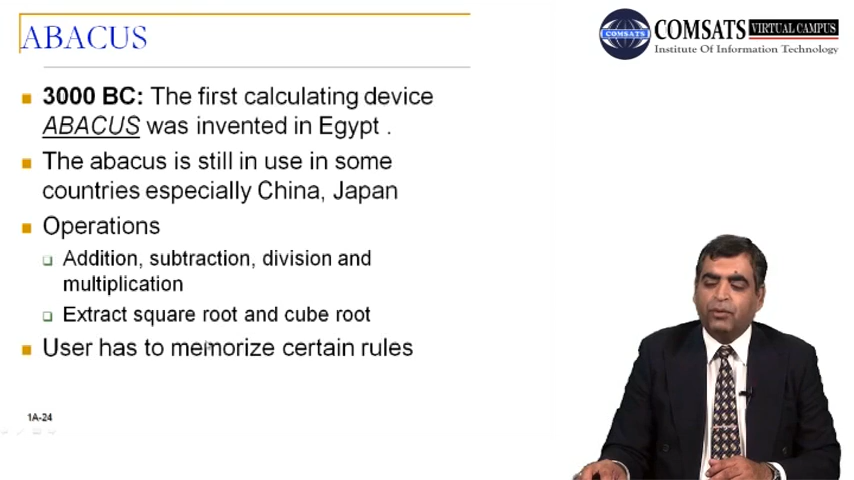 ABACUS
COMSATS VIRTUAL CAMPUS
COMSATS
Institute Of Information Technology
3000 BC: The first calculating device
ABACUS was invented in Egypt .
The abacus is still in use in some
countries especially China, Japan
Operations
Addition, subtraction, division and
multiplication
Extract square root and cube root
User has to memorize certain rules
1A-24